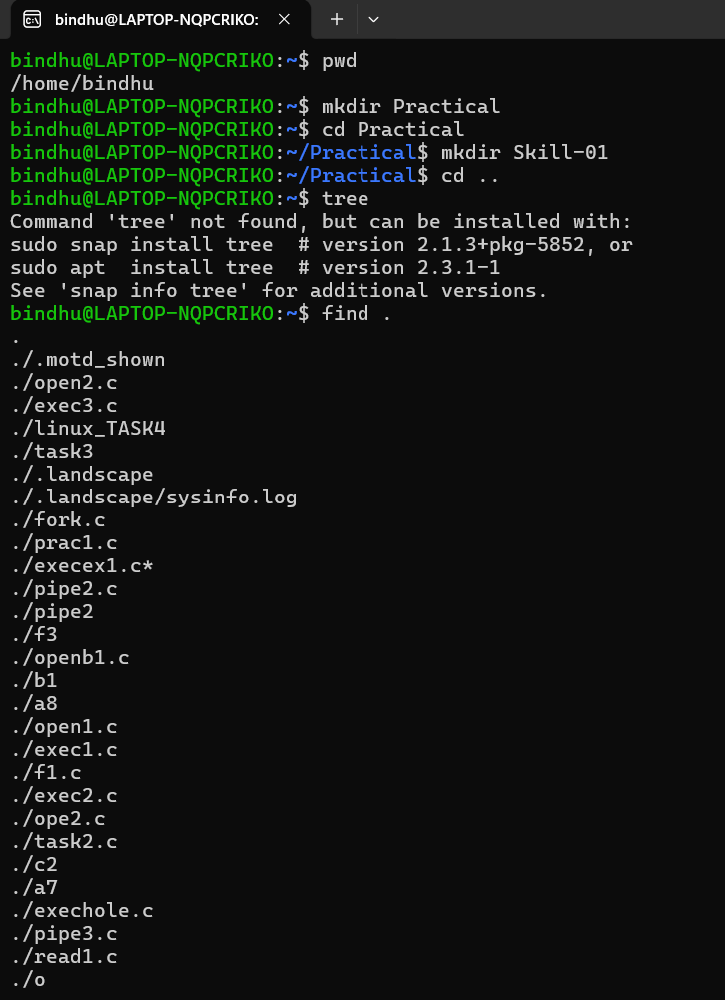 bindhu@LAPTOP-NQPCRIKO:
bindhu@LAPTOP-NQPCRIKO:~$ pwd
/home/bindhu
bindhu@LAPTOP-NQPCRIKO:~$ mkdir Practical
bindhu@LAPTOP-NQPCRIKO:~$ cd Practical
bindhu@LAPTOP-NQPCRIKO:~/Practical$ mkdir Skill-01
bindhu@LAPTOP-NQPCRIKO:~/Practical$ cd ..
bindhu@LAPTOP-NQPCRIKO:~$ tree
Command 'tree' not found, but can be installed with:
sudo snap install tree  # version 2.1.3+pkg-5852, or
sudo apt  install tree  # version 2.3.1-1
See 'snap info tree' for additional versions.
bindhu@LAPTOP-NQPCRIKO:~$ find .
.
./.motd_shown
./open2.c
./exec3.c
./linux_TASK4
./task3
./.landscape
./.landscape/sysinfo.log
./fork.c
./prac1.c
./execex1.c*
./pipe2.c
./pipe2
./f3
./openb1.c
./b1
./a8
./open1.c
./exec1.c
./f1.c
./exec2.c
./ope2.c
./task2.c
./c2
./a7
./exechole.c
./pipe3.c
./read1.c
./o